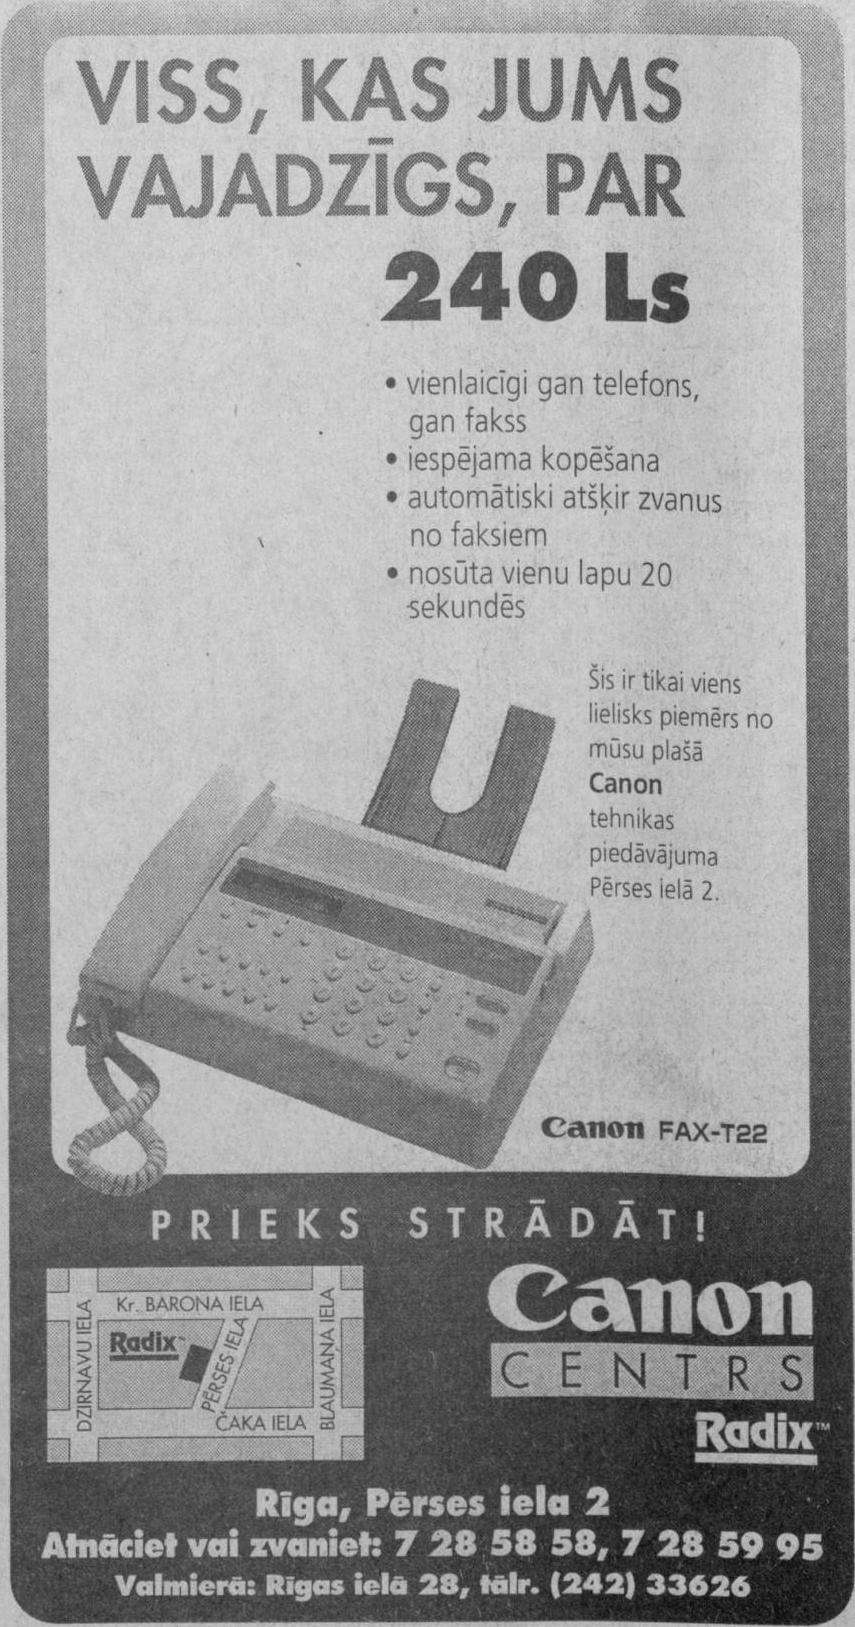 VISS, KAS JUMS
VAJADZĪGS, PAR
240 Ls
• vienlaicīgi gan telefons,
gan fakss
• iespējama kopēšana
• automātiski atšķir zvanus
no faksiem
• nosūta vienu lapu 20
sekundēs
Šis ir tikai viens
lielisks piemērs no
mūsu plašā
Canon
tehnikas
piedāvājuma
Pērses ielā 2.
Canon FAX-T22
PRIEKS STRĀDĀT!
Kr. BARONA IELA
DZIRNAVU IELA
Radix™
PĒRSES IELA
BLAUMAŅA IELA
ČAKA IELA
Canon
CENTRS
Radix™
Rīga, Pērses iela 2
Atnāciet vai zvaniet: 7 28 58 58, 7 28 59 95
Valmierā: Rīgas ielā 28, tālr. (242) 33626